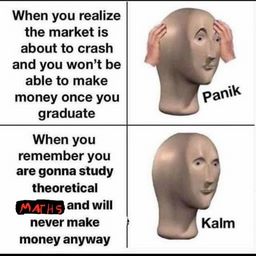 When you realize
the market is
about to crash
and you won't be
able to make
money once you
graduate
Panik
When you
remember you
are gonna study
theoretical
MATHS and will
never make
money anyway
Kalm